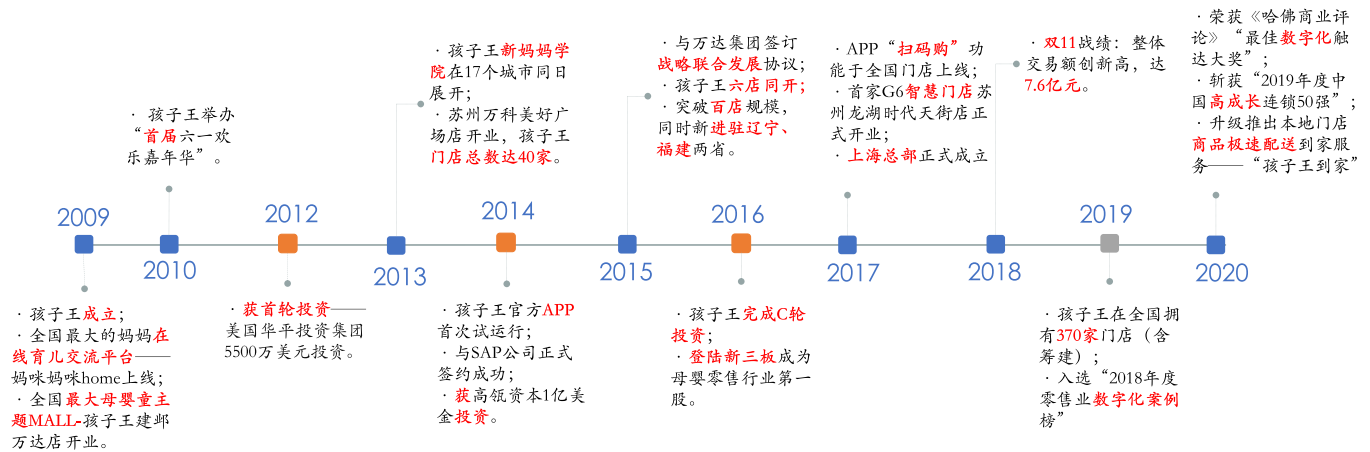 2009
· 孩子王成立；
· 全国最大的妈妈在
线育儿交流平台——
妈咪妈咪home上线；
· 全国最大母婴童主
题MALL-孩子王建邺
万达店开业。
· 孩子王举办
“首届六一欢
乐嘉年华”。
2010
2012
· 获首轮投资——
美国华平投资集团
5500万美元投资。
· 孩子王新妈妈学
院在17个城市同日
展开；
· 苏州万科美好广
场店开业，孩子王
门店总数达40家。
2013
2014
· 孩子王官方APP
首次试运行；
· 与SAP公司正式
签约成功；
· 获高瓴资本1亿美
金投资。
· 与万达集团签订
战略联合发展协议；
· 孩子王六店同开；
· 突破百店规模，
同时新进驻辽宁、
福建两省。
2015
2016
· 孩子王完成C轮
投资；
· 登陆新三板成为
母婴零售行业第一
股。
· APP“扫码购”功
能于全国门店上线；
· 首家G6智慧门店苏
州龙湖时代天街店正
式开业；
· 上海总部正式成立
2017
· 双11战绩：整体
交易额创新高，达
7.6亿元。
2018
2019
· 孩子王在全国拥
有370家门店（含
筹建）；
· 入选“2018年度
零售业数字化案例
榜”
· 荣获《哈佛商业评
论》“最佳数字化触
达大奖”；
· 斩获“2019年度中
国高成长连锁50强”；
· 升级推出本地门店
商品极速配送到家服
务——“孩子王到家”
2020